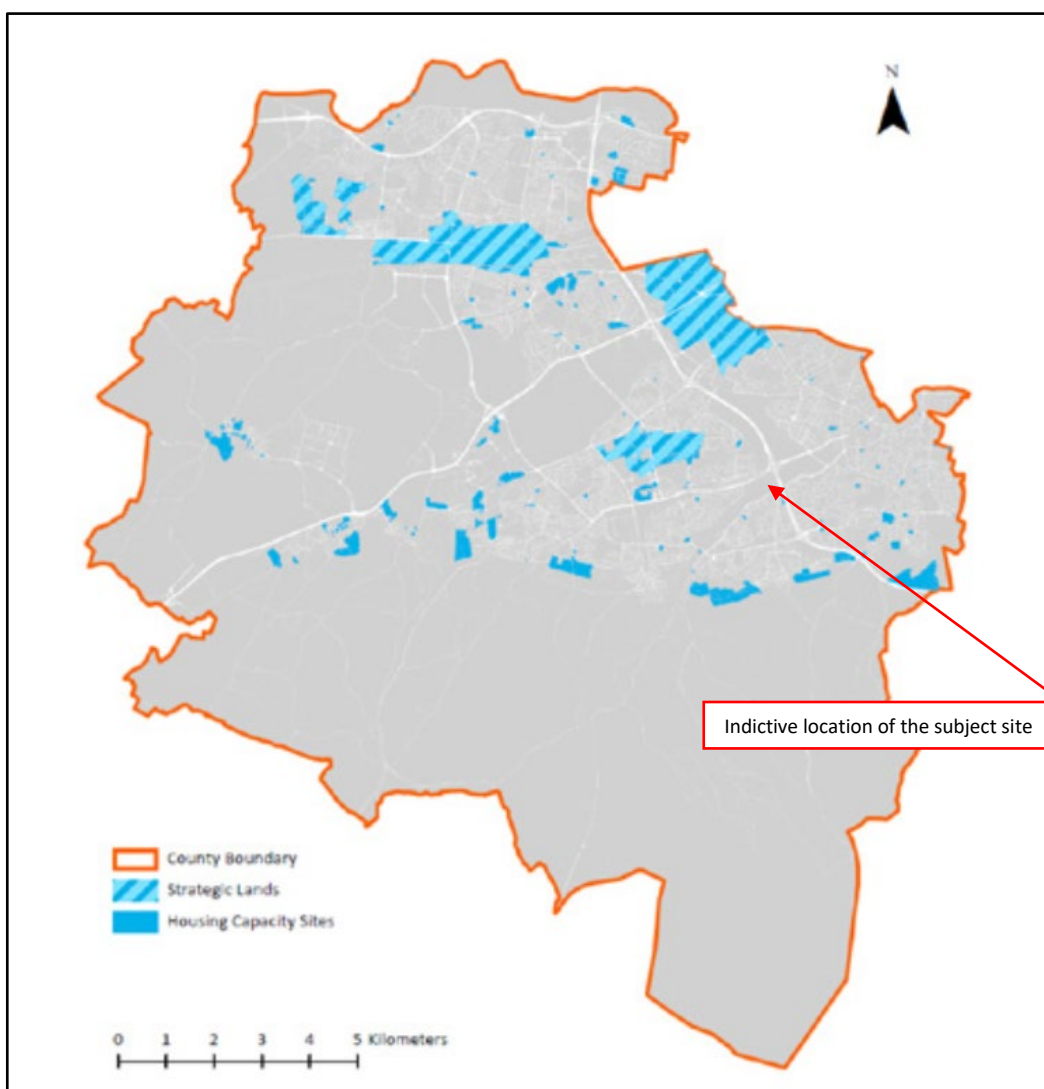 N
Indictive location of the subject site
County Boundary
Strategic Lands
Housing Capacity Sites
0 1 2 3 4 5 Kilometers